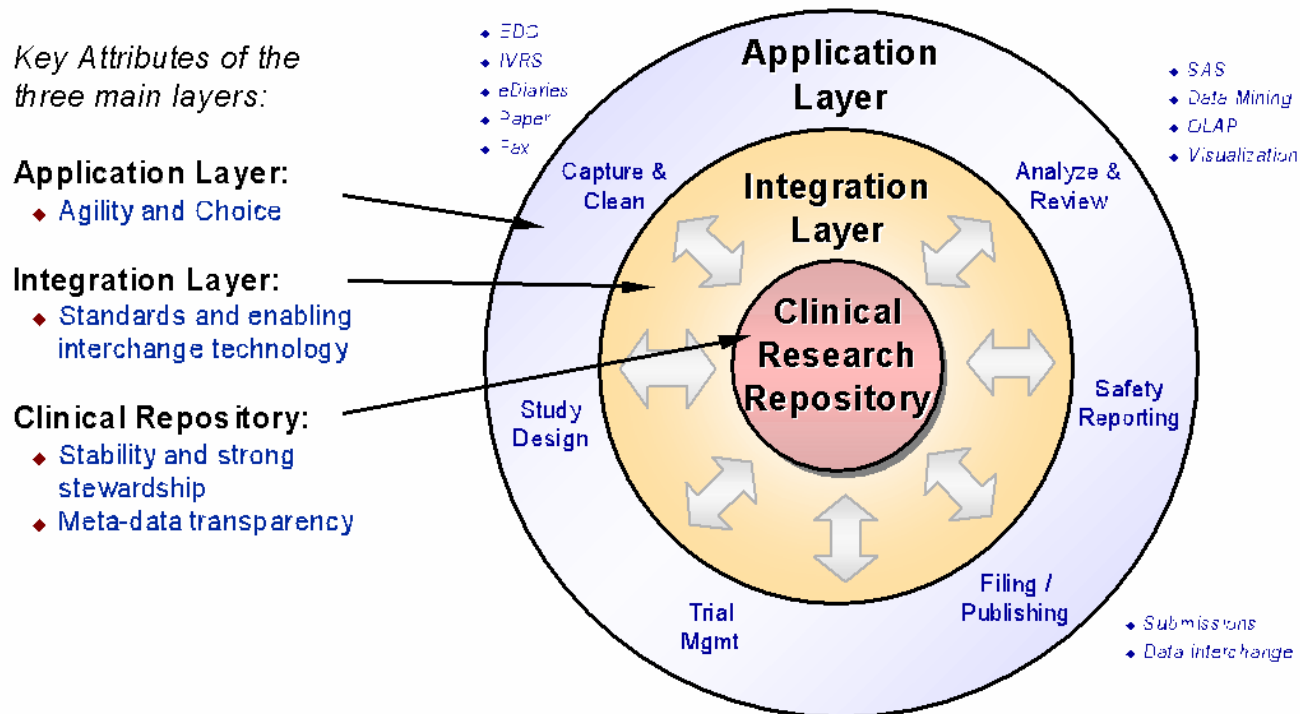 Key Attributes of the
three main layers:
Application Layer:
◆ Agility and Choice
Integration Layer:
◆ Standards and enabling
interchange technology
Clinical Repository:
◆ Stability and strong
stewardship
◆ Meta-data transparency
◆ EDC
◆ IVRS
◆ eDiaries
◆ Paper
◆ Fax
Application
Layer
◆ SAS
◆ Data Mining
◆ OLAP
◆ Visualization
Capture &
Clean
Integration
Layer
Analyze &
Review
Clinical
Research
Repository
Study
Design
Safety
Reporting
Trial
Mgmt
Filing /
Publishing
◆ Submissions
◆ Data interchange